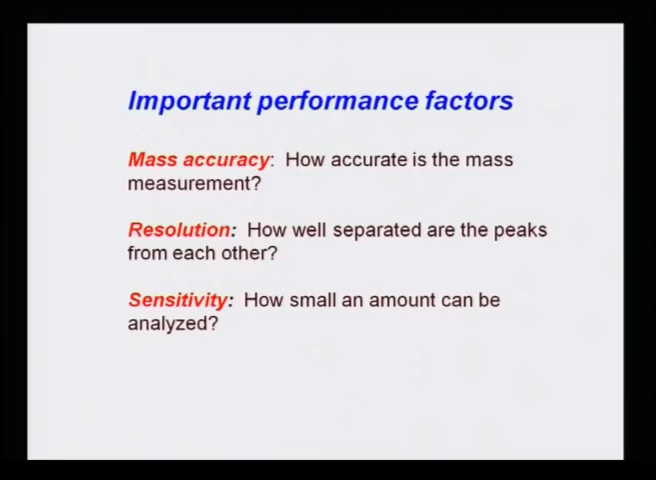 Important performance factors
Mass accuracy: How accurate is the mass
measurement?
Resolution: How well separated are the peaks
from each other?
Sensitivity: How small an amount can be
analyzed?